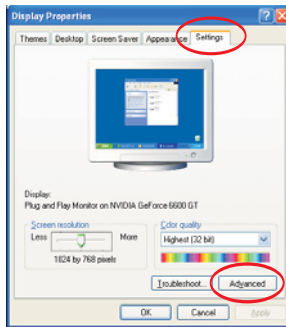 Display Properties
Themes Desktop Screen Saver Appearance Settings
Display:
Plug and Play Monitor on NVIDIA GeForce 6600 GT
Screen resolution
Less More
1024 by 768 pixels
Color quality
Highest (32 bit)
Troubleshoot... Advanced
OK Cancel Apply